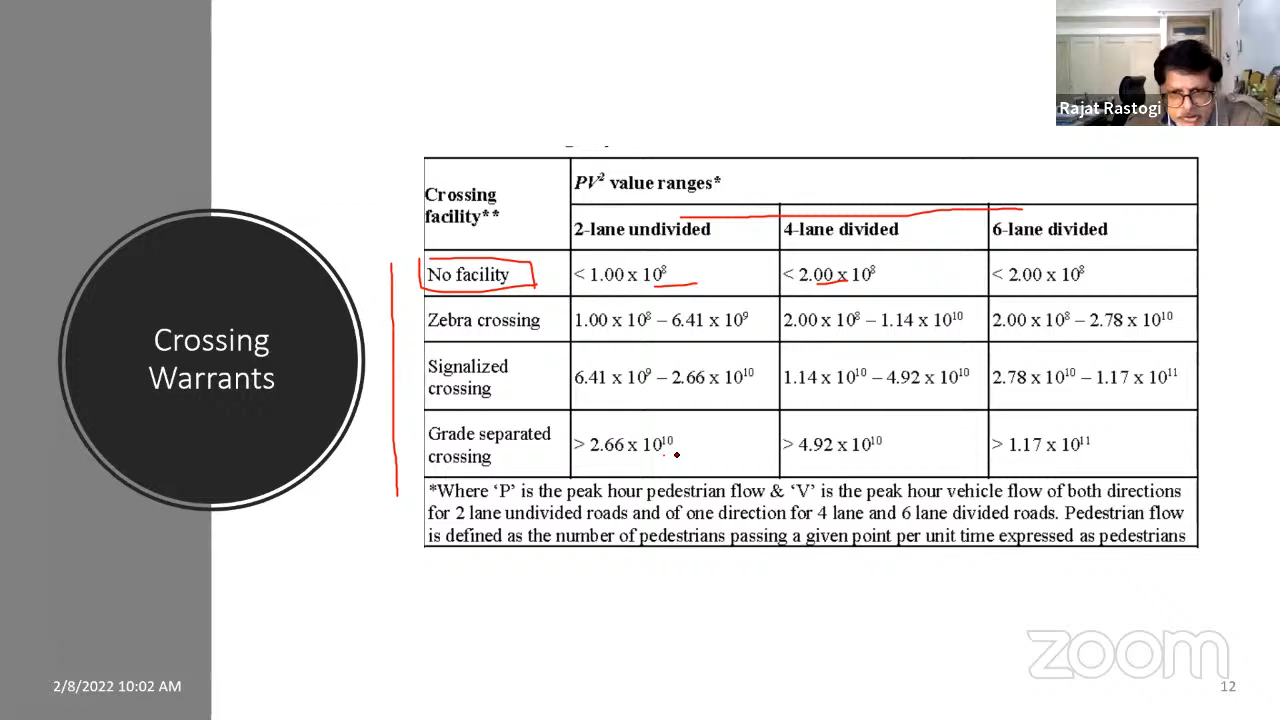 Rajat Rastogi
Crossing Warrants
Crossing facility**
PV² value ranges*
2-lane undivided
4-lane divided
6-lane divided
No facility
< 1.00 x 10⁸
< 2.00 x 10⁸
< 2.00 x 10⁸
Zebra crossing
1.00 x 10⁸ – 6.41 x 10⁹
2.00 x 10⁸ – 1.14 x 10¹⁰
2.00 x 10⁸ – 2.78 x 10¹⁰
Signalized crossing
6.41 x 10⁹ – 2.66 x 10¹⁰
1.14 x 10¹⁰ – 4.92 x 10¹⁰
2.78 x 10¹⁰ – 1.17 x 10¹¹
Grade separated crossing
> 2.66 x 10¹⁰
> 4.92 x 10¹⁰
> 1.17 x 10¹¹
*Where ‘P’ is the peak hour pedestrian flow & ‘V’ is the peak hour vehicle flow of both directions
for 2 lane undivided roads and of one direction for 4 lane and 6 lane divided roads. Pedestrian flow
is defined as the number of pedestrians passing a given point per unit time expressed as pedestrians
zoom
2/8/2022 10:02 AM
12